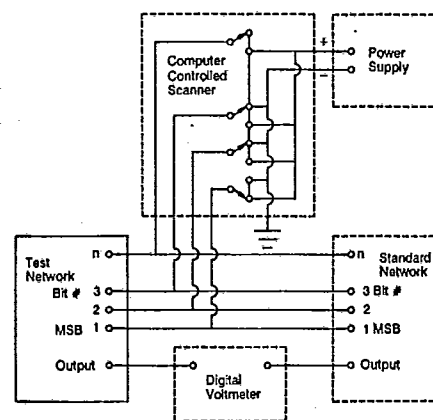 Computer
Controlled
Scanner
+
−
Power
Supply
Test
Network
n
Bit #
3
2
MSB
1
Output
n
Standard
Network
3 Bit #
2
1 MSB
Output
Digital
Voltmeter